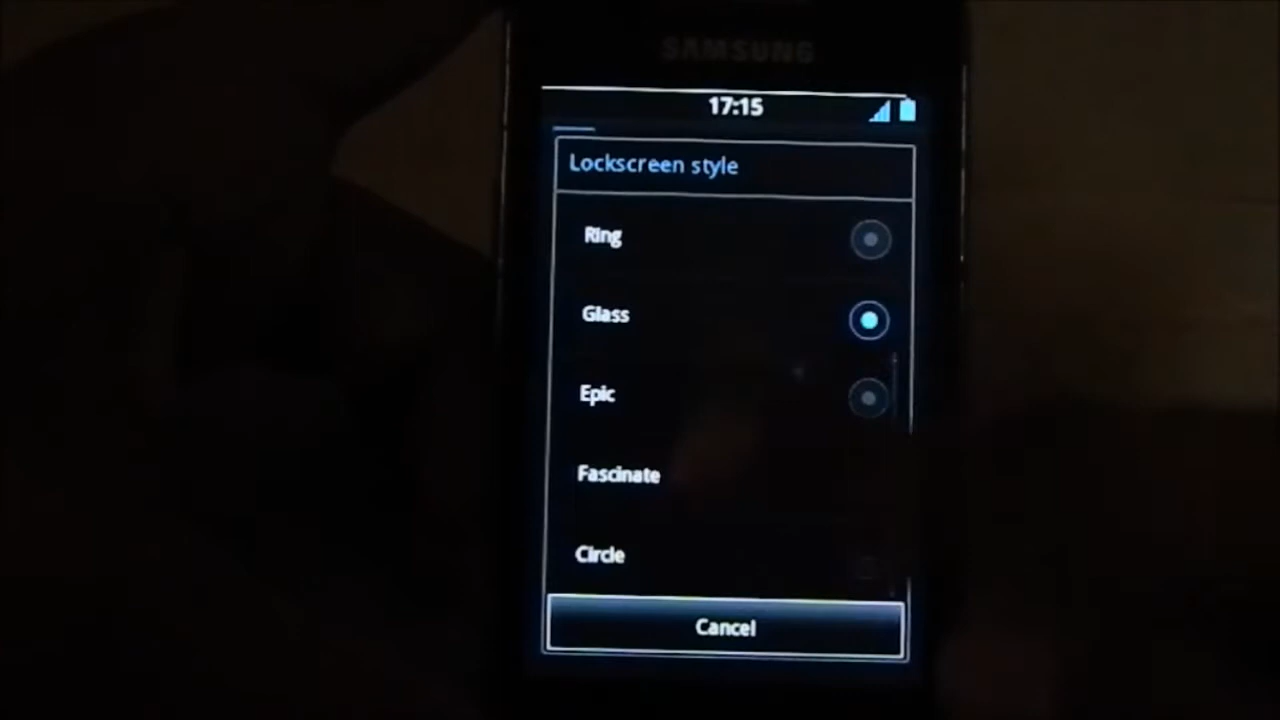 SAMSUNG
17:15
Lockscreen style
Ring
Glass
Epic
Fascinate
Circle
Cancel